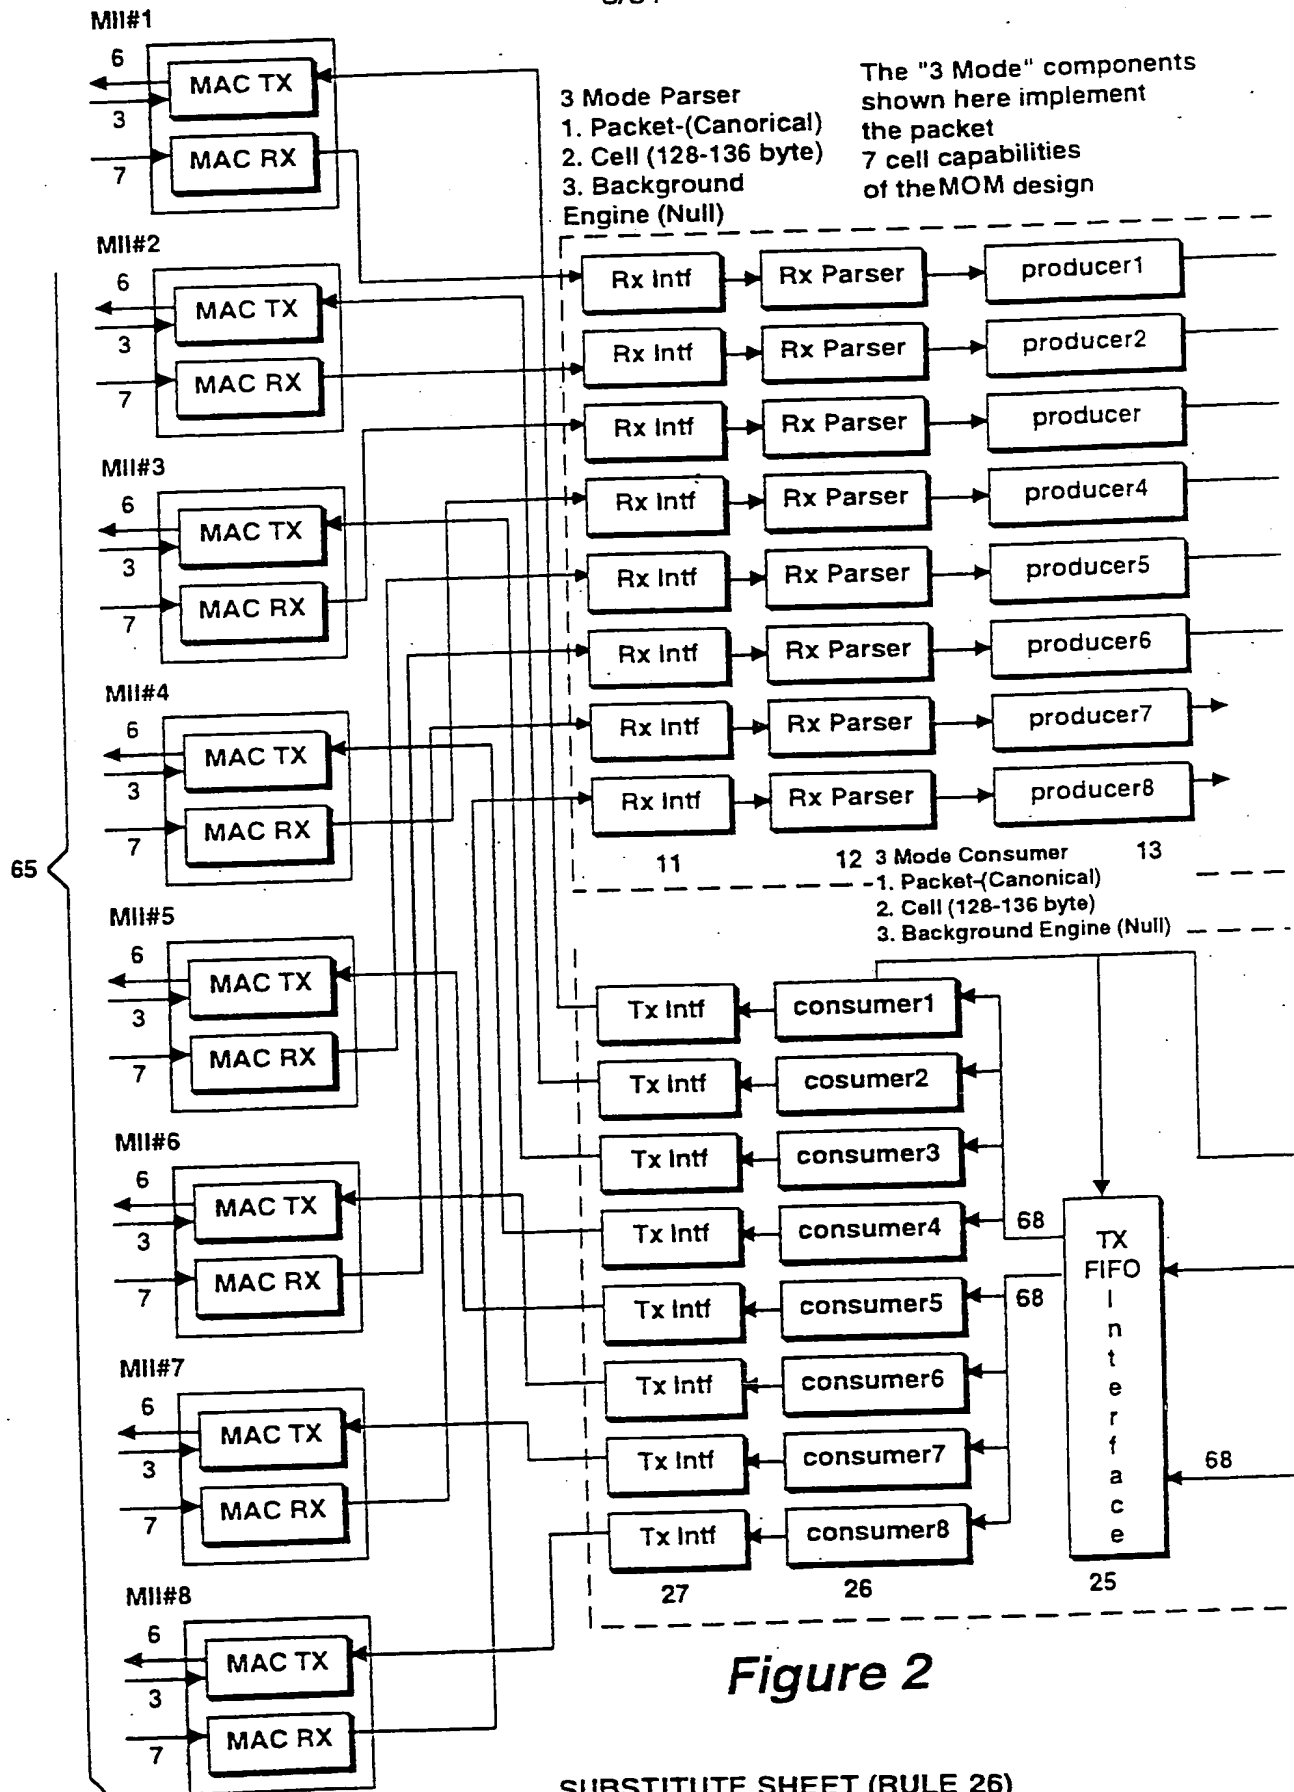 MII#1
6
MAC TX
3
MAC RX
7
3 Mode Parser
1. Packet-(Canorical)
2. Cell (128-136 byte)
3. Background
Engine (Null)
The "3 Mode" components
shown here implement
the packet
7 cell capabilities
of theMOM design
MII#2
6
MAC TX
3
MAC RX
7
MII#3
6
MAC TX
3
MAC RX
7
MII#4
6
MAC TX
3
MAC RX
7
65
MII#5
6
MAC TX
3
MAC RX
7
MII#6
6
MAC TX
3
MAC RX
7
MII#7
6
MAC TX
3
MAC RX
7
MII#8
6
MAC TX
3
MAC RX
7
Rx Intf Rx Parser producer1
Rx Intf Rx Parser producer2
Rx Intf Rx Parser producer
Rx Intf Rx Parser producer4
Rx Intf Rx Parser producer5
Rx Intf Rx Parser producer6
Rx Intf Rx Parser producer7
Rx Intf Rx Parser producer8
11 12 13
3 Mode Consumer
1. Packet-(Canonical)
2. Cell (128-136 byte)
3. Background Engine (Null)
Tx Intf consumer1
Tx Intf cosumer2
Tx Intf consumer3
Tx Intf consumer4
Tx Intf consumer5
Tx Intf consumer6
Tx Intf consumer7
Tx Intf consumer8
68
68
TX
FIFO
I
n
t
e
r
f
a
c
e
68
27 26 25
Figure 2
SUBSTITUTE SHEET (RULE 26)